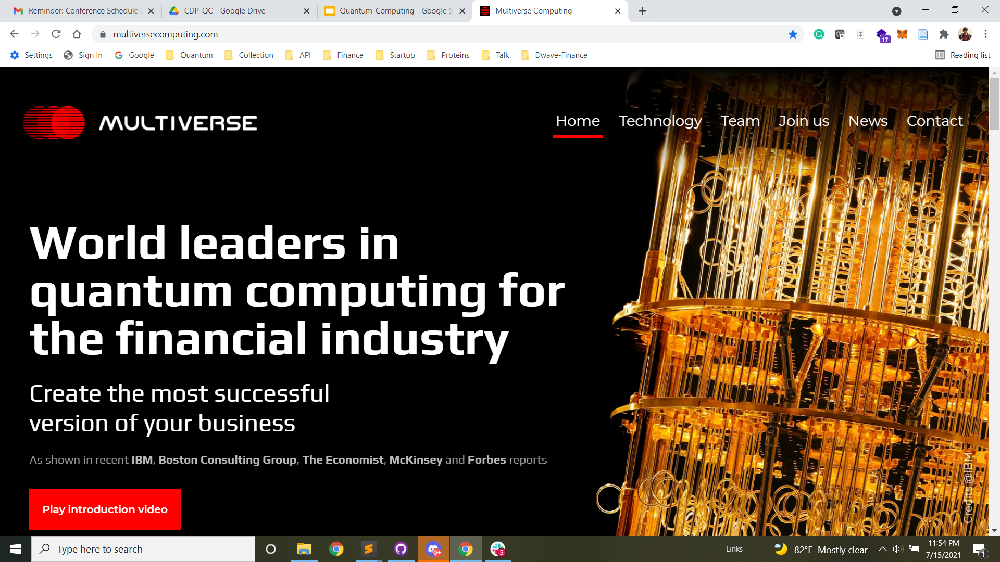 Reminder: Conference Schedule
CDP-QC - Google Drive
Quantum-Computing - Google S
Multiverse Computing
multiversecomputing.com
17
Settings
Sign In
Google
Quantum
Collection
API
Finance
Startup
Proteins
Talk
Dwave-Finance
Reading list
MULTIVERSE
Home
Technology
Team
Join us
News
Contact
World leaders in
quantum computing for
the financial industry
Create the most successful
version of your business
As shown in recent IBM, Boston Consulting Group, The Economist, McKinsey and Forbes reports
Play introduction video
Credits@IBM
Type here to search
9+
5
Links
82°F Mostly clear
11:54 PM
7/15/2021
1